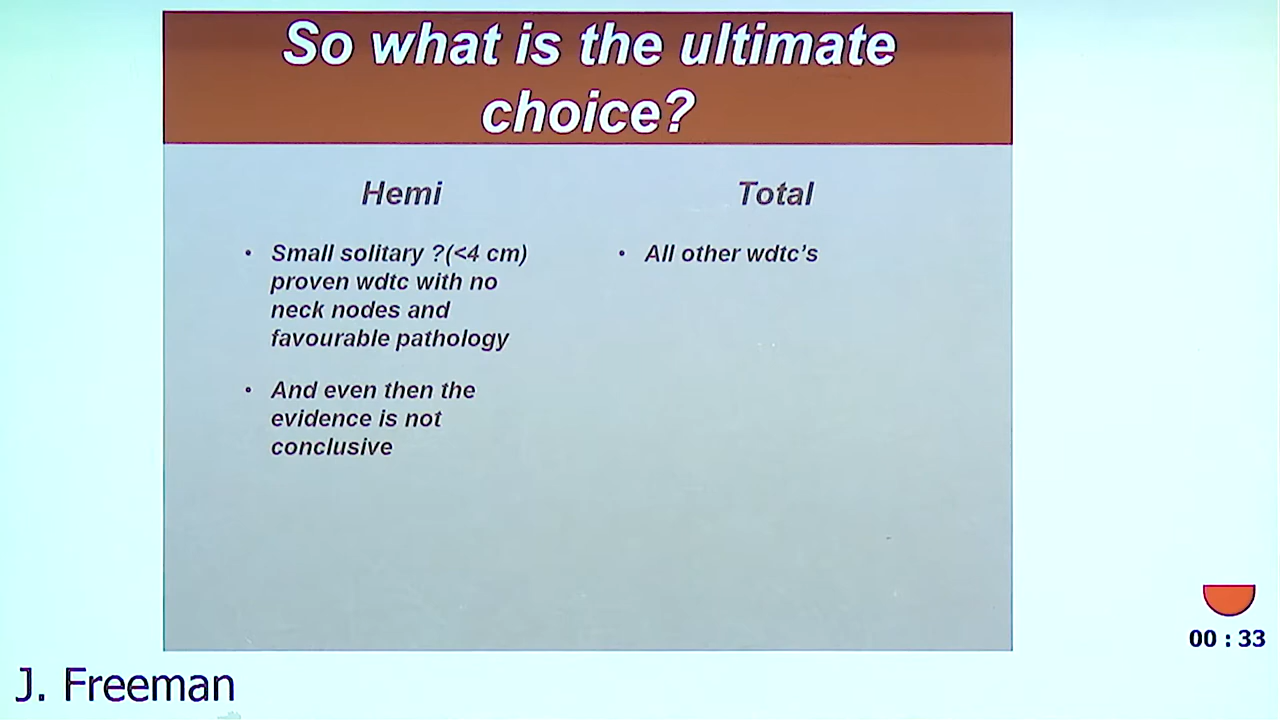 So what is the ultimate
choice?
Hemi
• Small solitary ?(<4 cm)
proven wdtc with no
neck nodes and
favourable pathology
• And even then the
evidence is not
conclusive
Total
• All other wdtc's
00 : 33
J. Freeman